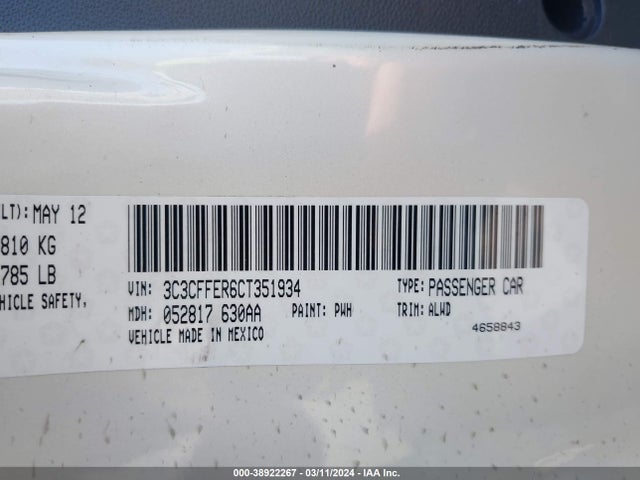 LT): MAY 12
810 KG
785 LB
EHICLE SAFETY,
VIN: 3C3CFFER6CT351934 TYPE: PASSENGER CAR
MDH: 052817 630AA PAINT: PWH TRIM: ALWD
VEHICLE MADE IN MEXICO 4658843
000-38922267 - 03/11/2024 - IAA Inc.